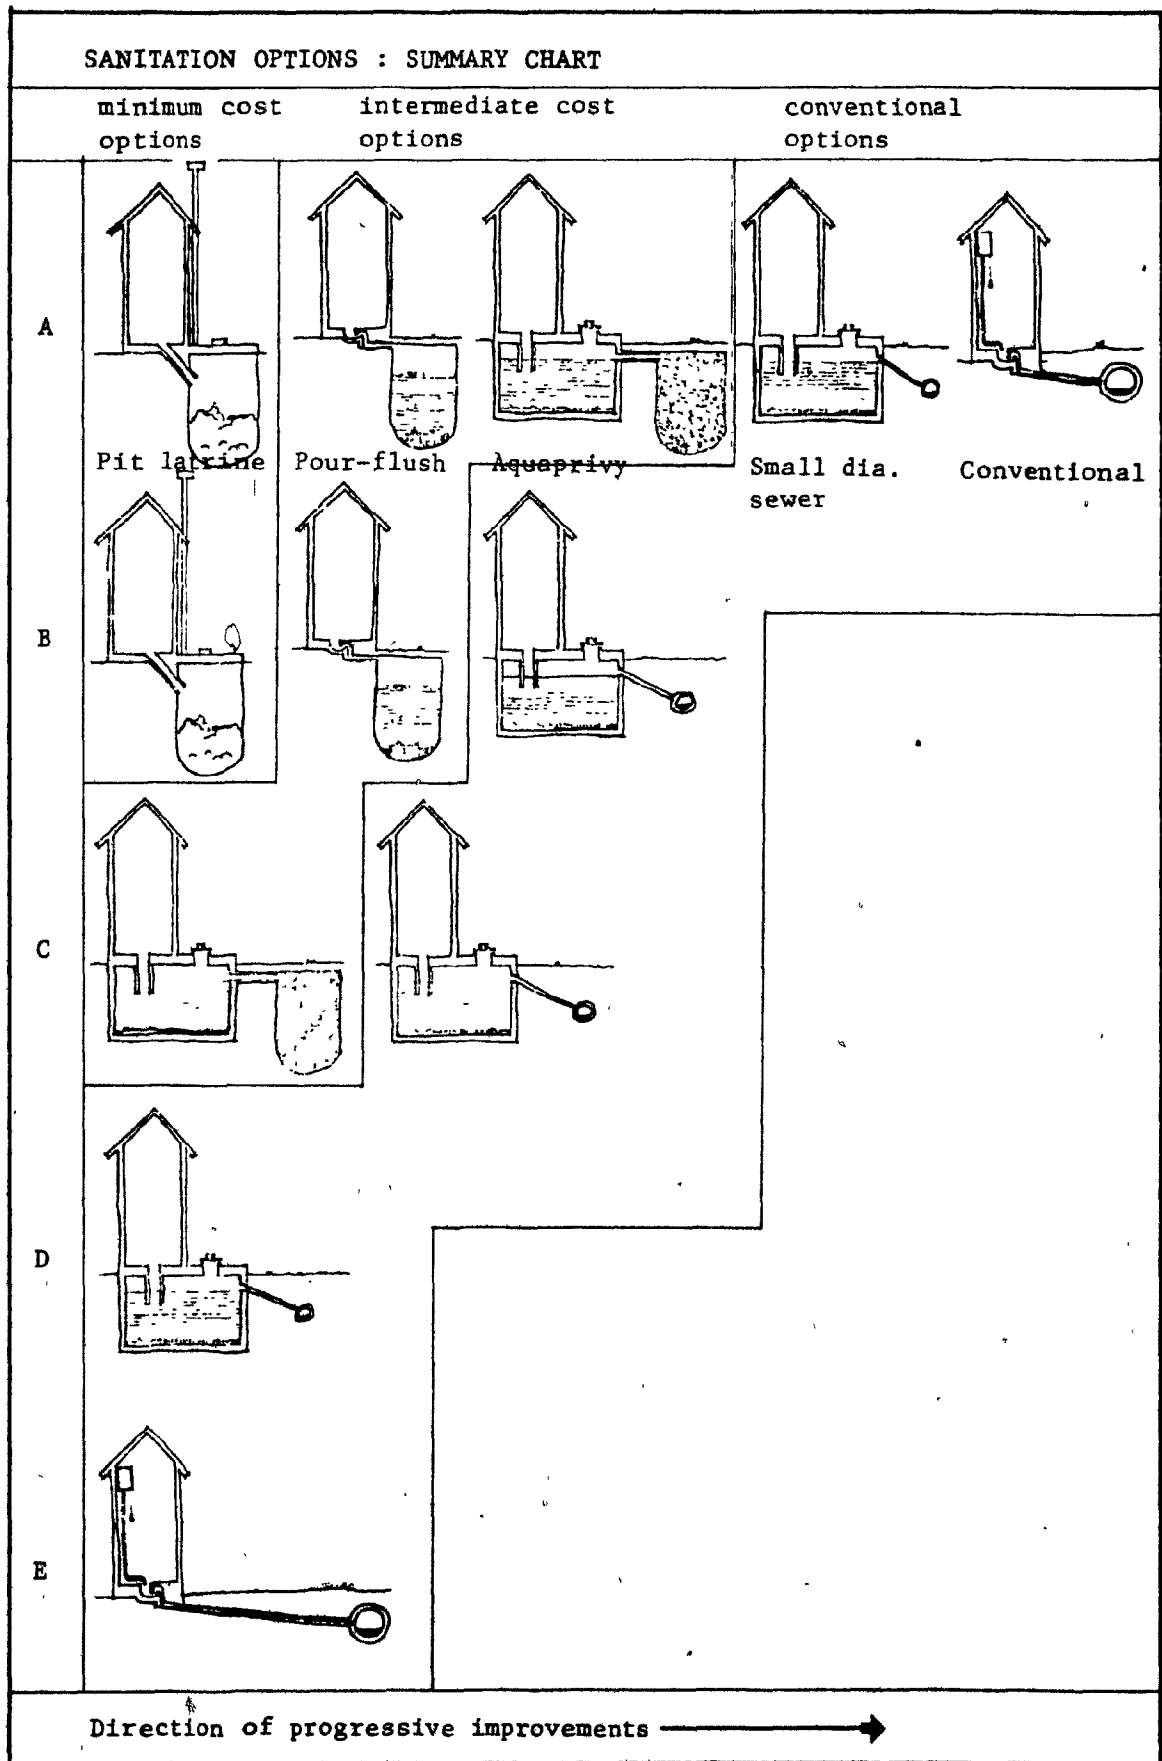 SANITATION OPTIONS : SUMMARY CHART
minimum cost options
intermediate cost options
conventional options
A
Pit latrine
Pour-flush
Aquaprivy
Small dia. sewer
Conventional
B
C
D
E
Direction of progressive improvements